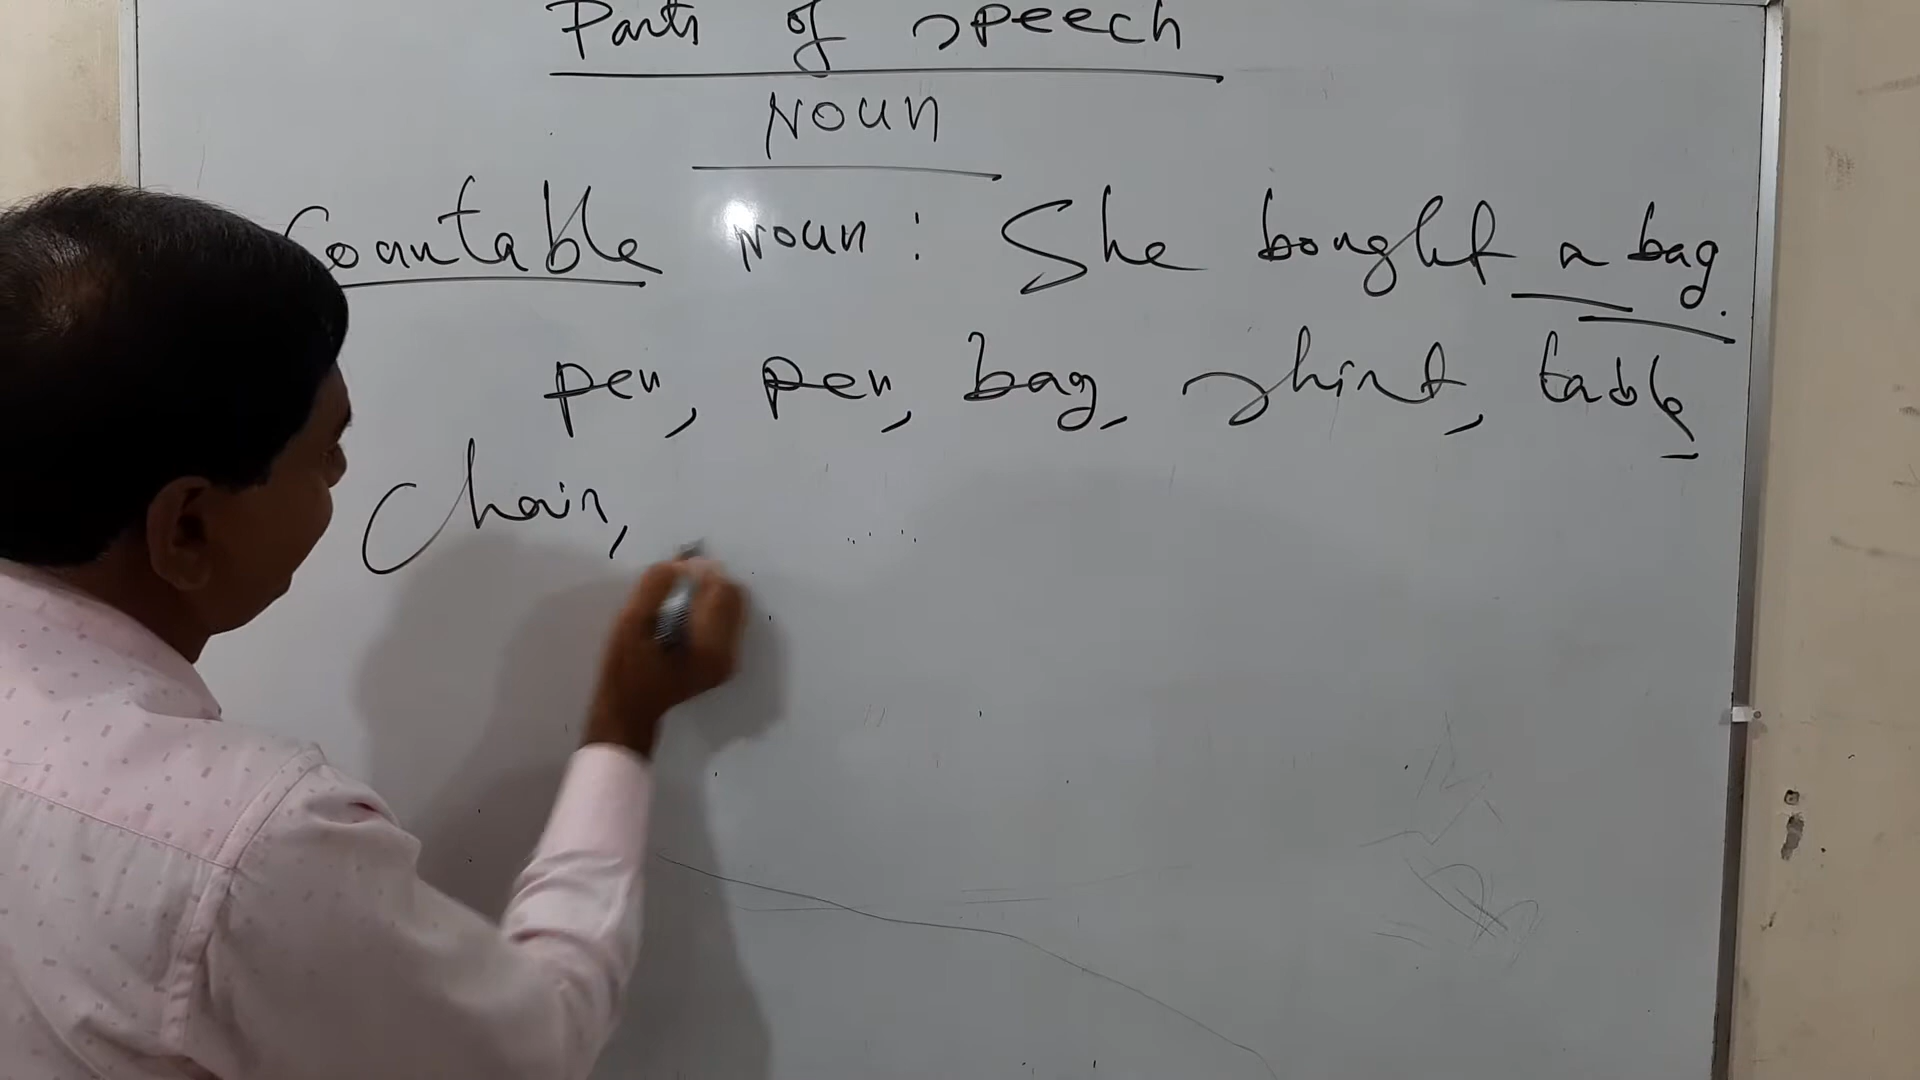 Parts of speech
Noun
Countable Noun : She bought a bag.
pen, pen, bag, shirt, table
Chair,